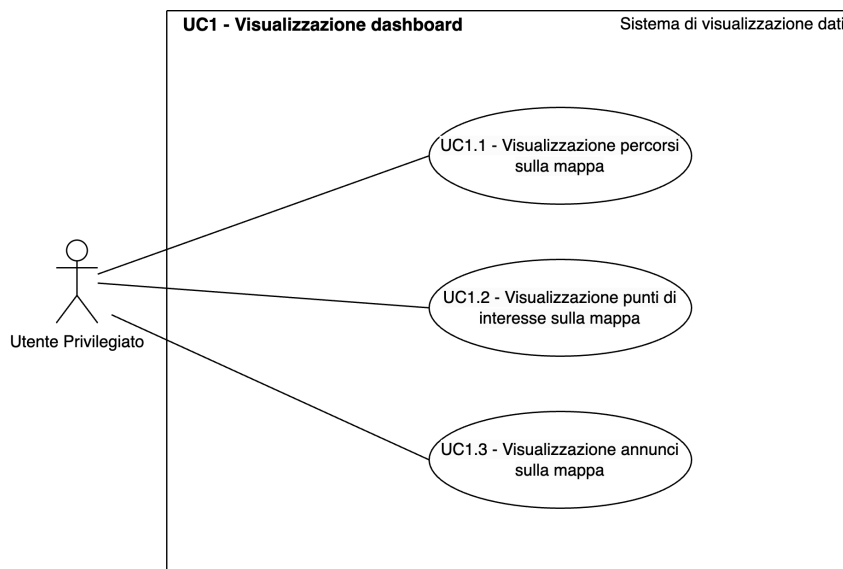 UC1 - Visualizzazione dashboard
Sistema di visualizzazione dati
UC1.1 - Visualizzazione percorsi
sulla mappa
UC1.2 - Visualizzazione punti di
interesse sulla mappa
Utente Privilegiato
UC1.3 - Visualizzazione annunci
sulla mappa